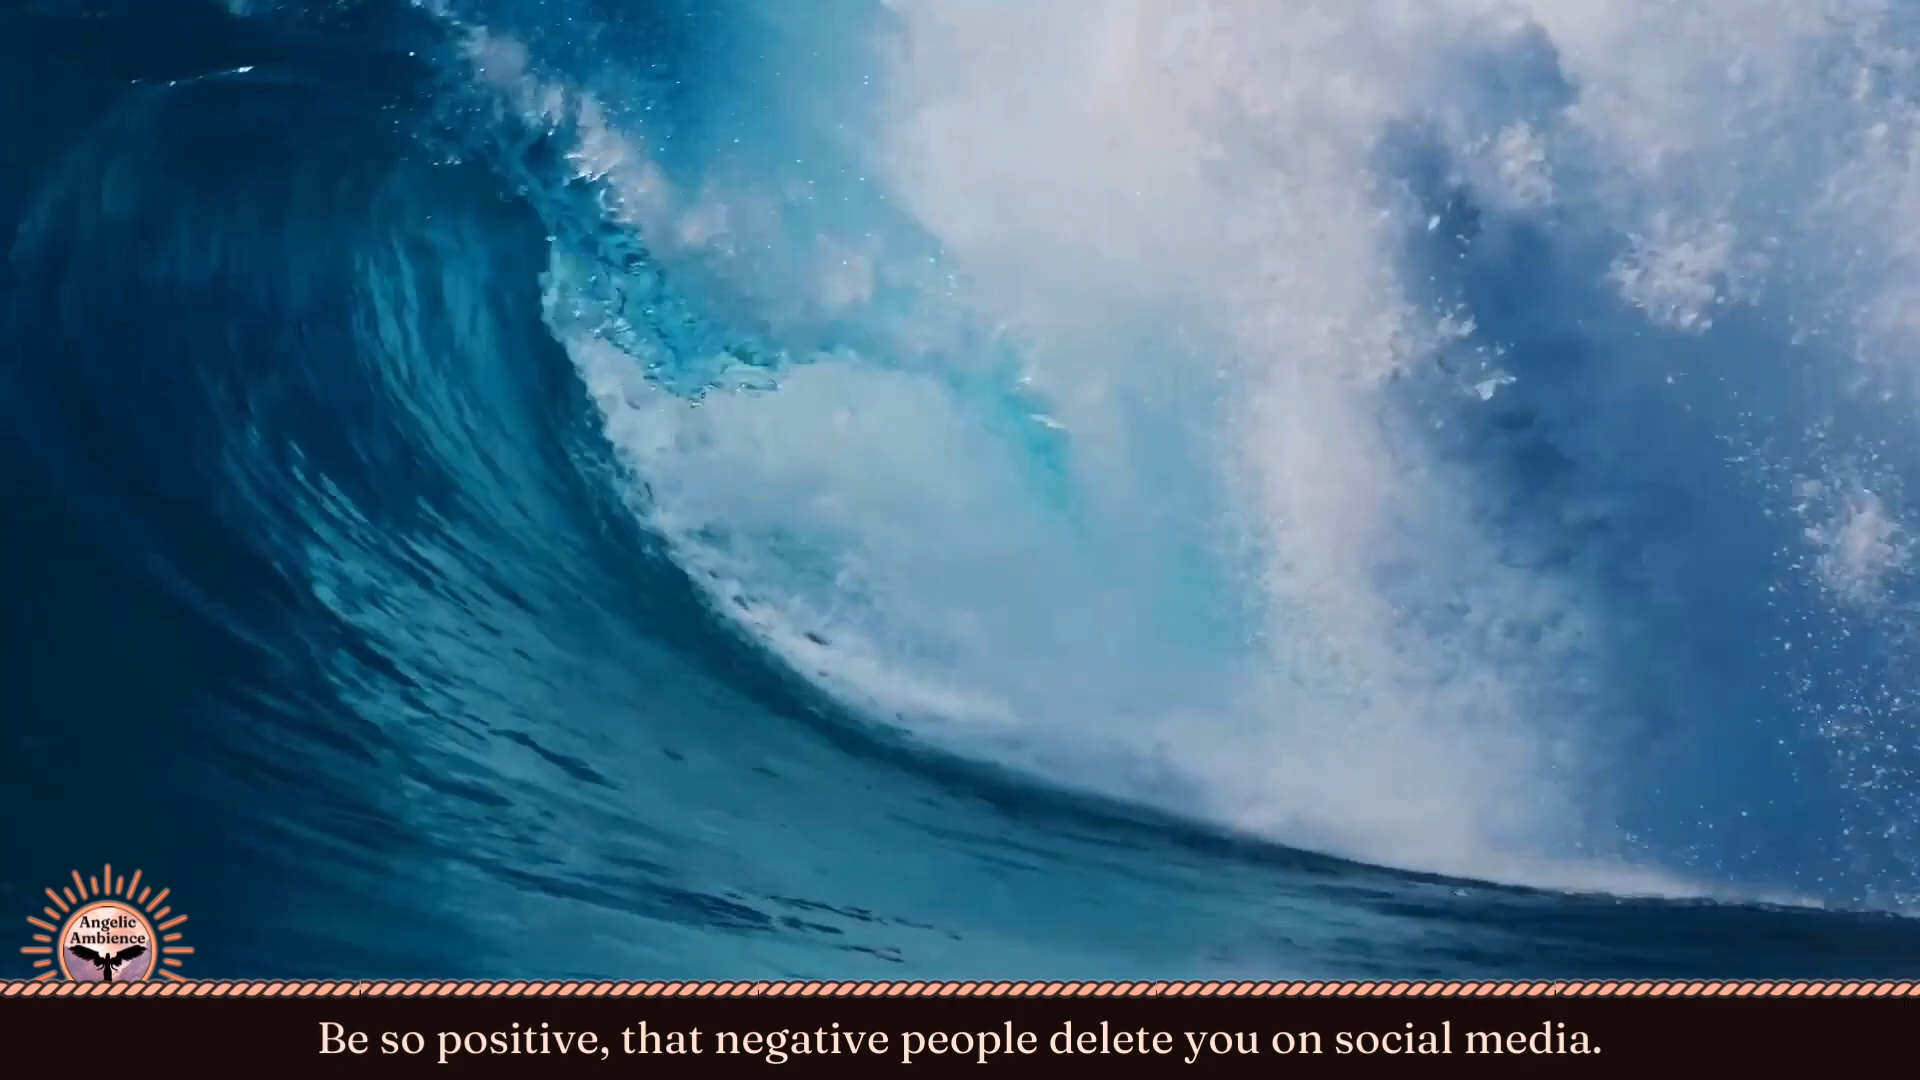 Angelic
Ambience
Be so positive, that negative people delete you on social media.